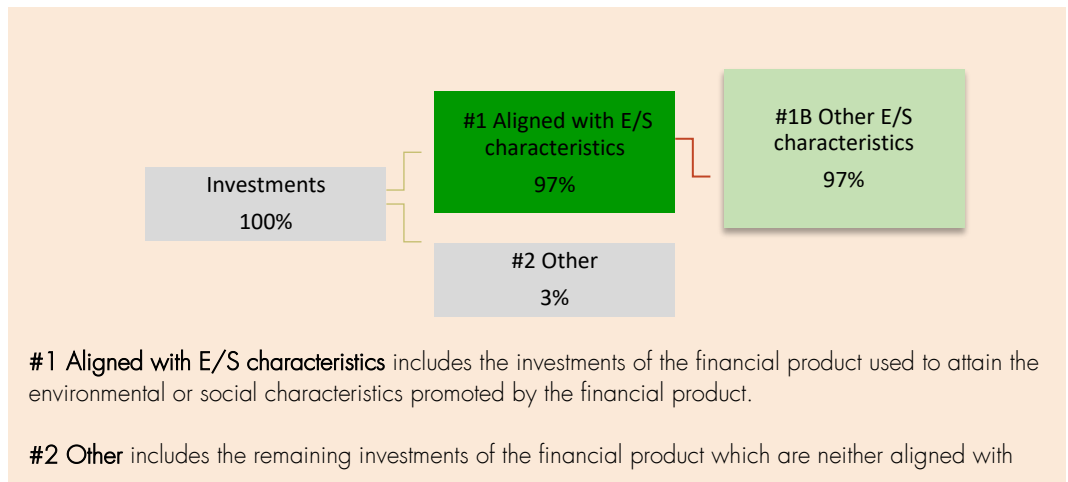 #1 Aligned with E/S
characteristics
97%
#1B Other E/S
characteristics
97%
Investments
100%
#2 Other
3%
#1 Aligned with E/S characteristics includes the investments of the financial product used to attain the
environmental or social characteristics promoted by the financial product.
#2 Other includes the remaining investments of the financial product which are neither aligned with